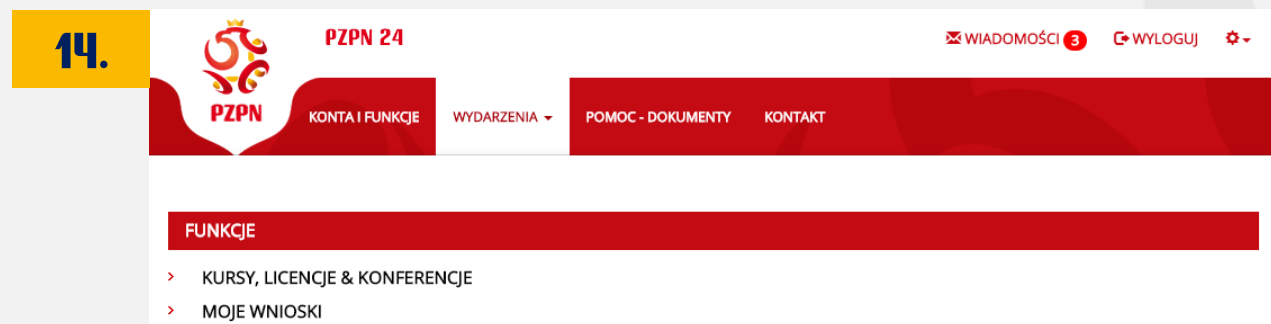 14.
PZPN 24
WIADOMOŚCI 3 WYLOGUJ
PZPN
KONTA I FUNKCJE WYDARZENIA POMOC - DOKUMENTY KONTAKT
FUNKCJE
KURSY, LICENCJE & KONFERENCJE
MOJE WNIOSKI